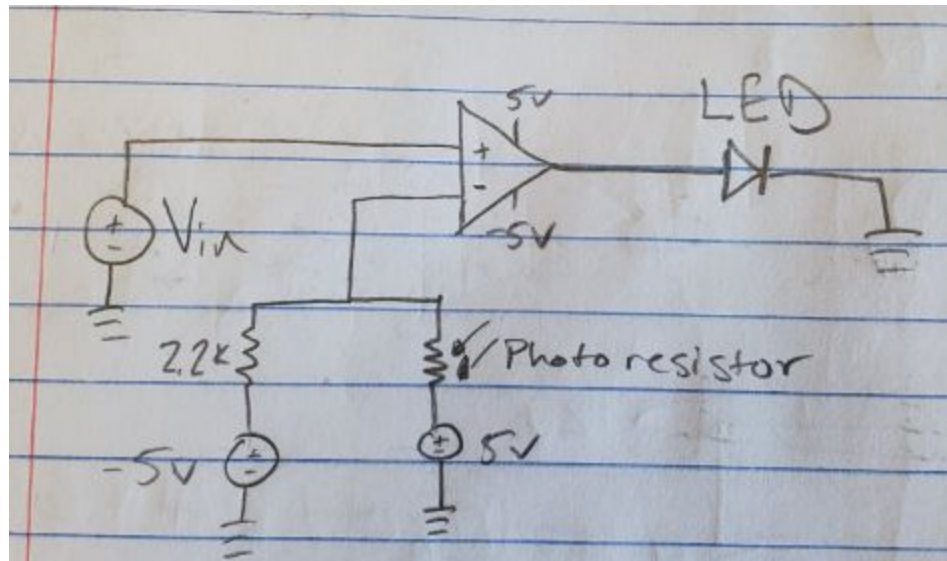 5V
LED
+
-
-5V
+
-
Vin
2.2K
Photoresistor
-5V
+
-
+
-
5V